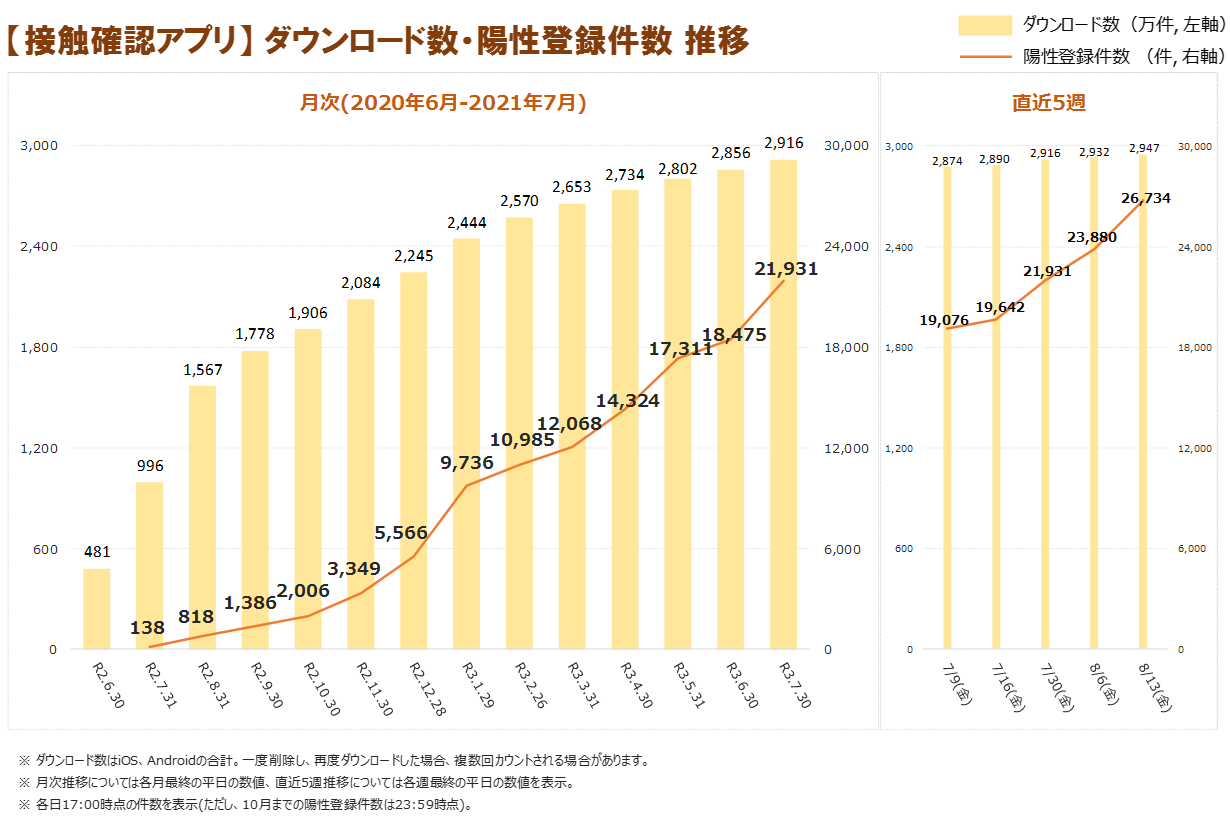 【接触確認アプリ】 ダウンロード数・陽性登録件数 推移
ダウンロード数（万件, 左軸）
陽性登録件数 （件, 右軸）
月次(2020年6月-2021年7月)
3,000
2,400
1,800
1,200
600
0
30,000
24,000
18,000
12,000
6,000
0
481
996
1,567
1,778
1,906
2,084
2,245
2,444
2,570
2,653
2,734
2,802
2,856
2,916
138
818
1,386
2,006
3,349
5,566
9,736
10,985
12,068
14,324
17,311
18,475
21,931
R2.6.30
R2.7.31
R2.8.31
R2.9.30
R2.10.30
R2.11.30
R2.12.28
R3.1.29
R3.2.26
R3.3.31
R3.4.30
R3.5.31
R3.6.30
R3.7.30
直近5週
3,000
2,400
1,800
1,200
600
0
30,000
24,000
18,000
12,000
6,000
0
2,874
2,890
2,916
2,932
2,947
19,076
19,642
21,931
23,880
26,734
7/9(金)
7/16(金)
7/30(金)
8/6(金)
8/13(金)
※ ダウンロード数はiOS、Androidの合計。一度削除し、再度ダウンロードした場合、複数回カウントされる場合があります。
※ 月次推移については各月最終の平日の数値、直近5週推移については各週最終の平日の数値を表示。
※ 各日17:00時点の件数を表示(ただし、10月までの陽性登録件数は23:59時点)。